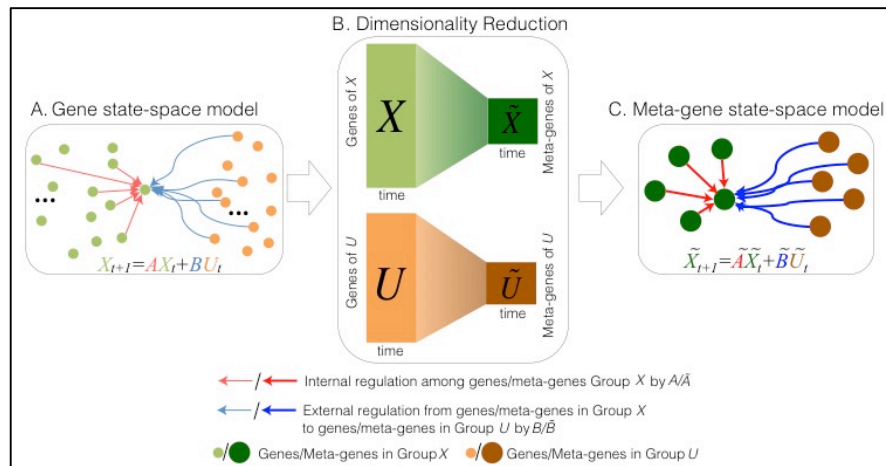 B. Dimensionality Reduction
A. Gene state-space model
C. Meta-gene state-space model
Genes of X
X
X̃
Meta-genes of X
time
time
...
...
X_{t+1}=AX_t+BU_t
Genes of U
U
Ũ
Meta-genes of U
time
time
X̃_{t+1}=ÃX̃_t+B̃Ũ_t
/ Internal regulation among genes/meta-genes Group X by A/Ã
/ External regulation from genes/meta-genes in Group X
to genes/meta-genes in Group U by B/B̃
/ Genes/Meta-genes in Group X / Genes/Meta-genes in Group U